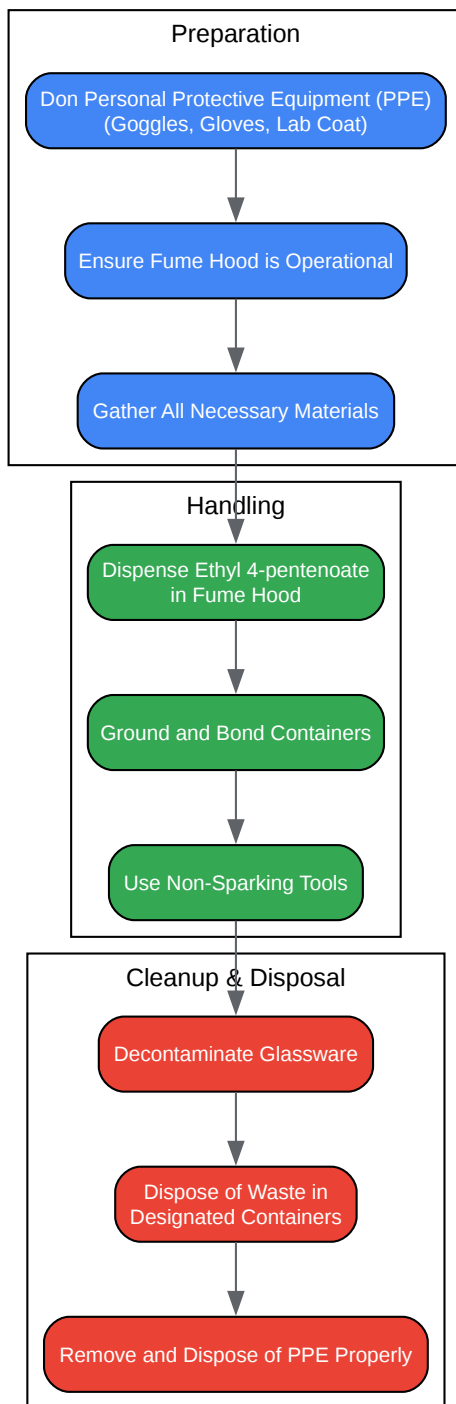 Preparation
Don Personal Protective Equipment (PPE)
(Goggles, Gloves, Lab Coat)
Ensure Fume Hood is Operational
Gather All Necessary Materials
Handling
Dispense Ethyl 4-pentenoate
in Fume Hood
Ground and Bond Containers
Use Non-Sparking Tools
Cleanup & Disposal
Decontaminate Glassware
Dispose of Waste in
Designated Containers
Remove and Dispose of PPE Properly